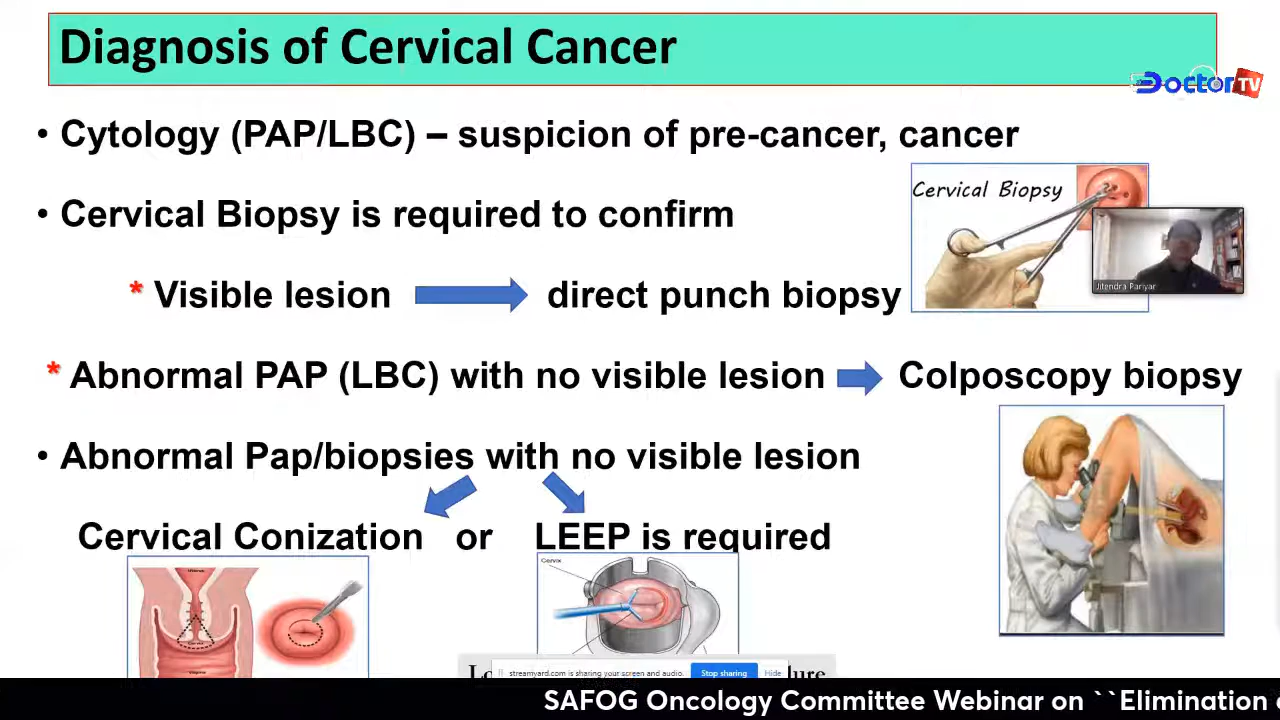 Diagnosis of Cervical Cancer
Doctor TV
• Cytology (PAP/LBC) – suspicion of pre-cancer, cancer
Cervical Biopsy
• Cervical Biopsy is required to confirm
* Visible lesion direct punch biopsy
Jitendra Pariyar
* Abnormal PAP (LBC) with no visible lesion Colposcopy biopsy
• Abnormal Pap/biopsies with no visible lesion
Cervical Conization or LEEP is required
Cervix
streamyard.com is sharing your screen and audio. Stop sharing Hide
SAFOG Oncology Committee Webinar on ``Elimination